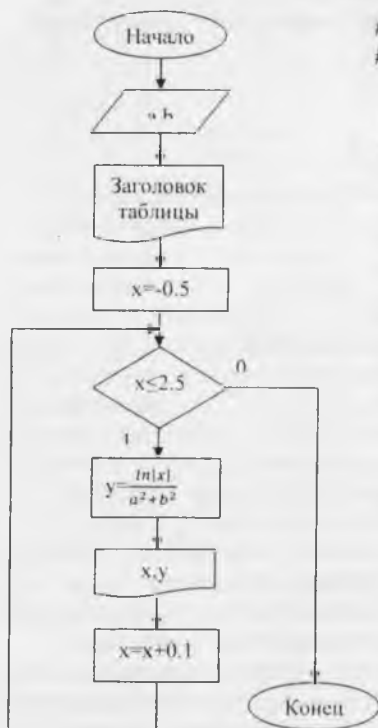 Начало
a,b
Заголовок
таблицы
x=-0.5
x≤2.5
0
1
y=ln|x|/a²+b²
x,y
x=x+0.1
Конец